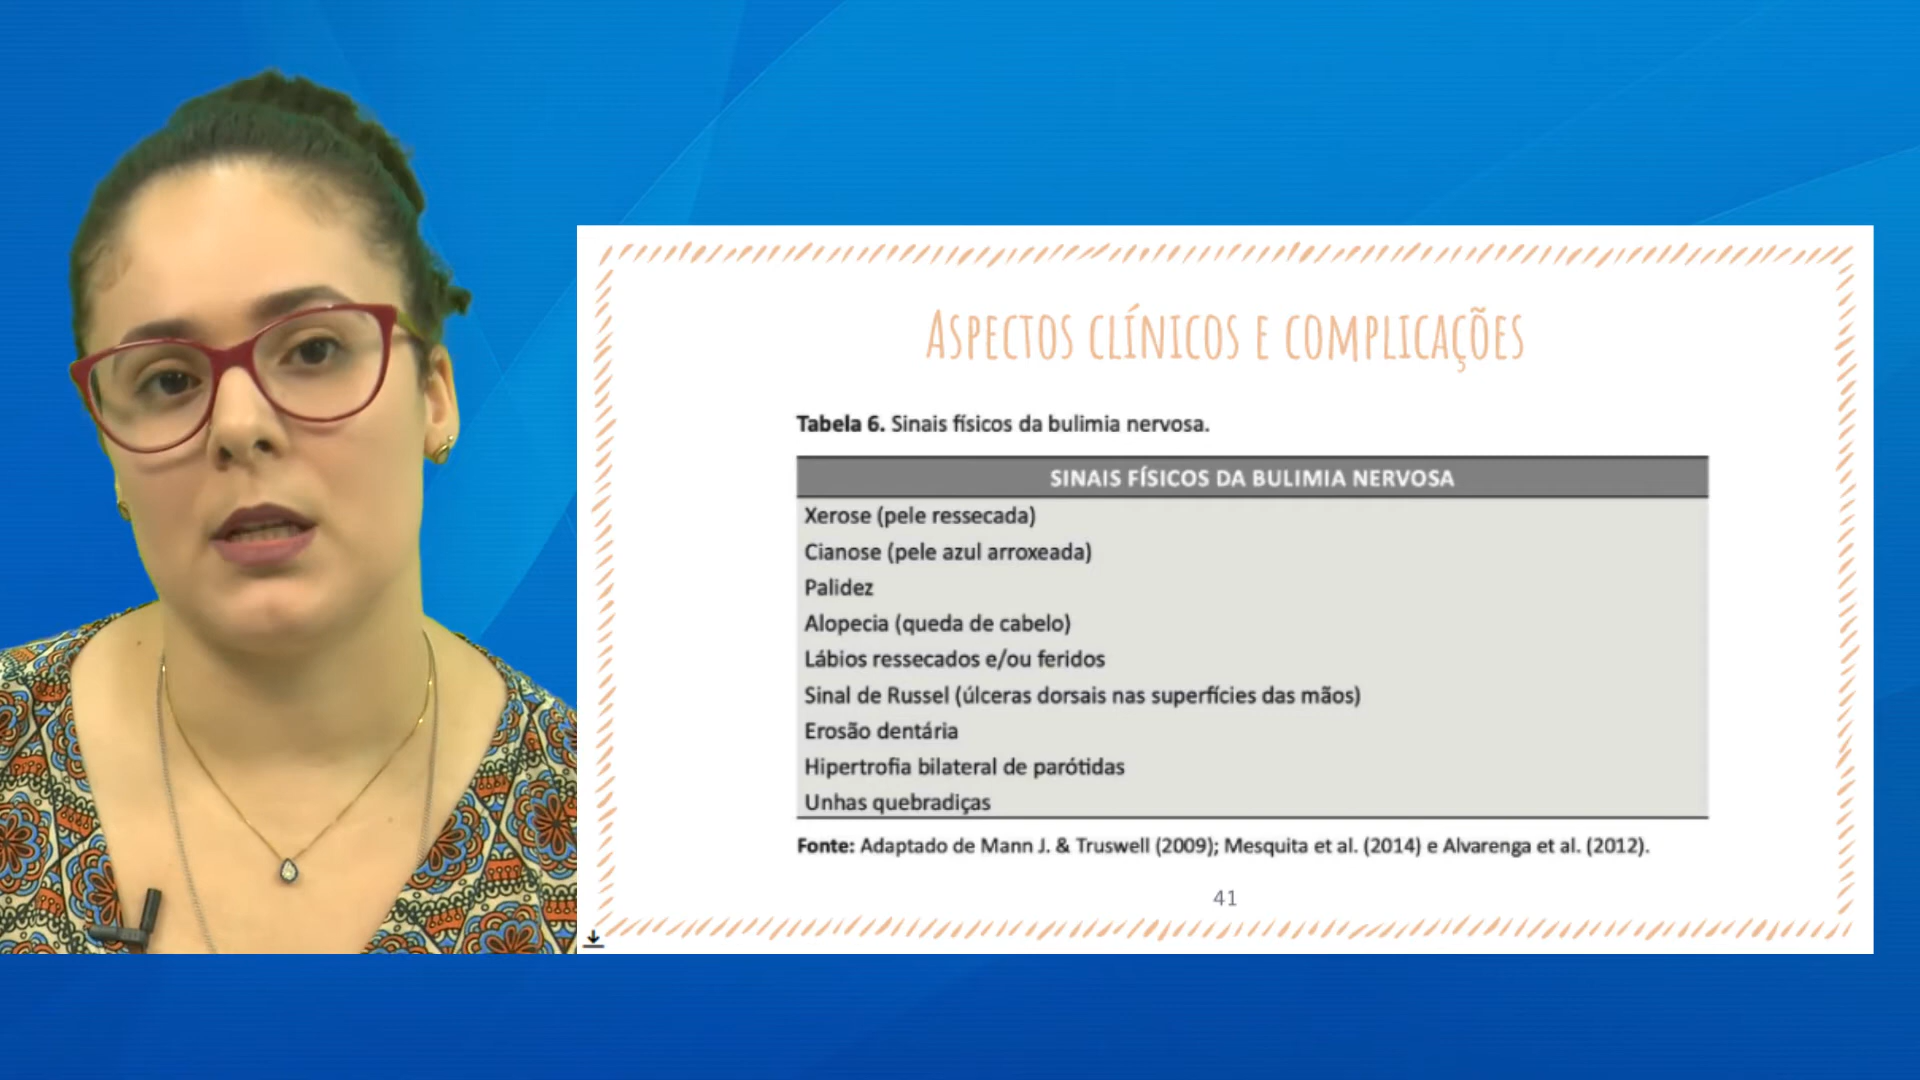 Aspectos clínicos e complicações
Tabela 6. Sinais físicos da bulimia nervosa.
SINAIS FÍSICOS DA BULIMIA NERVOSA
Xerose (pele ressecada)
Cianose (pele azul arroxeada)
Palidez
Alopecia (queda de cabelo)
Lábios ressecados e/ou feridos
Sinal de Russel (úlceras dorsais nas superfícies das mãos)
Erosão dentária
Hipertrofia bilateral de parótidas
Unhas quebradiças
Fonte: Adaptado de Mann J. & Truswell (2009); Mesquita et al. (2014) e Alvarenga et al. (2012).
41